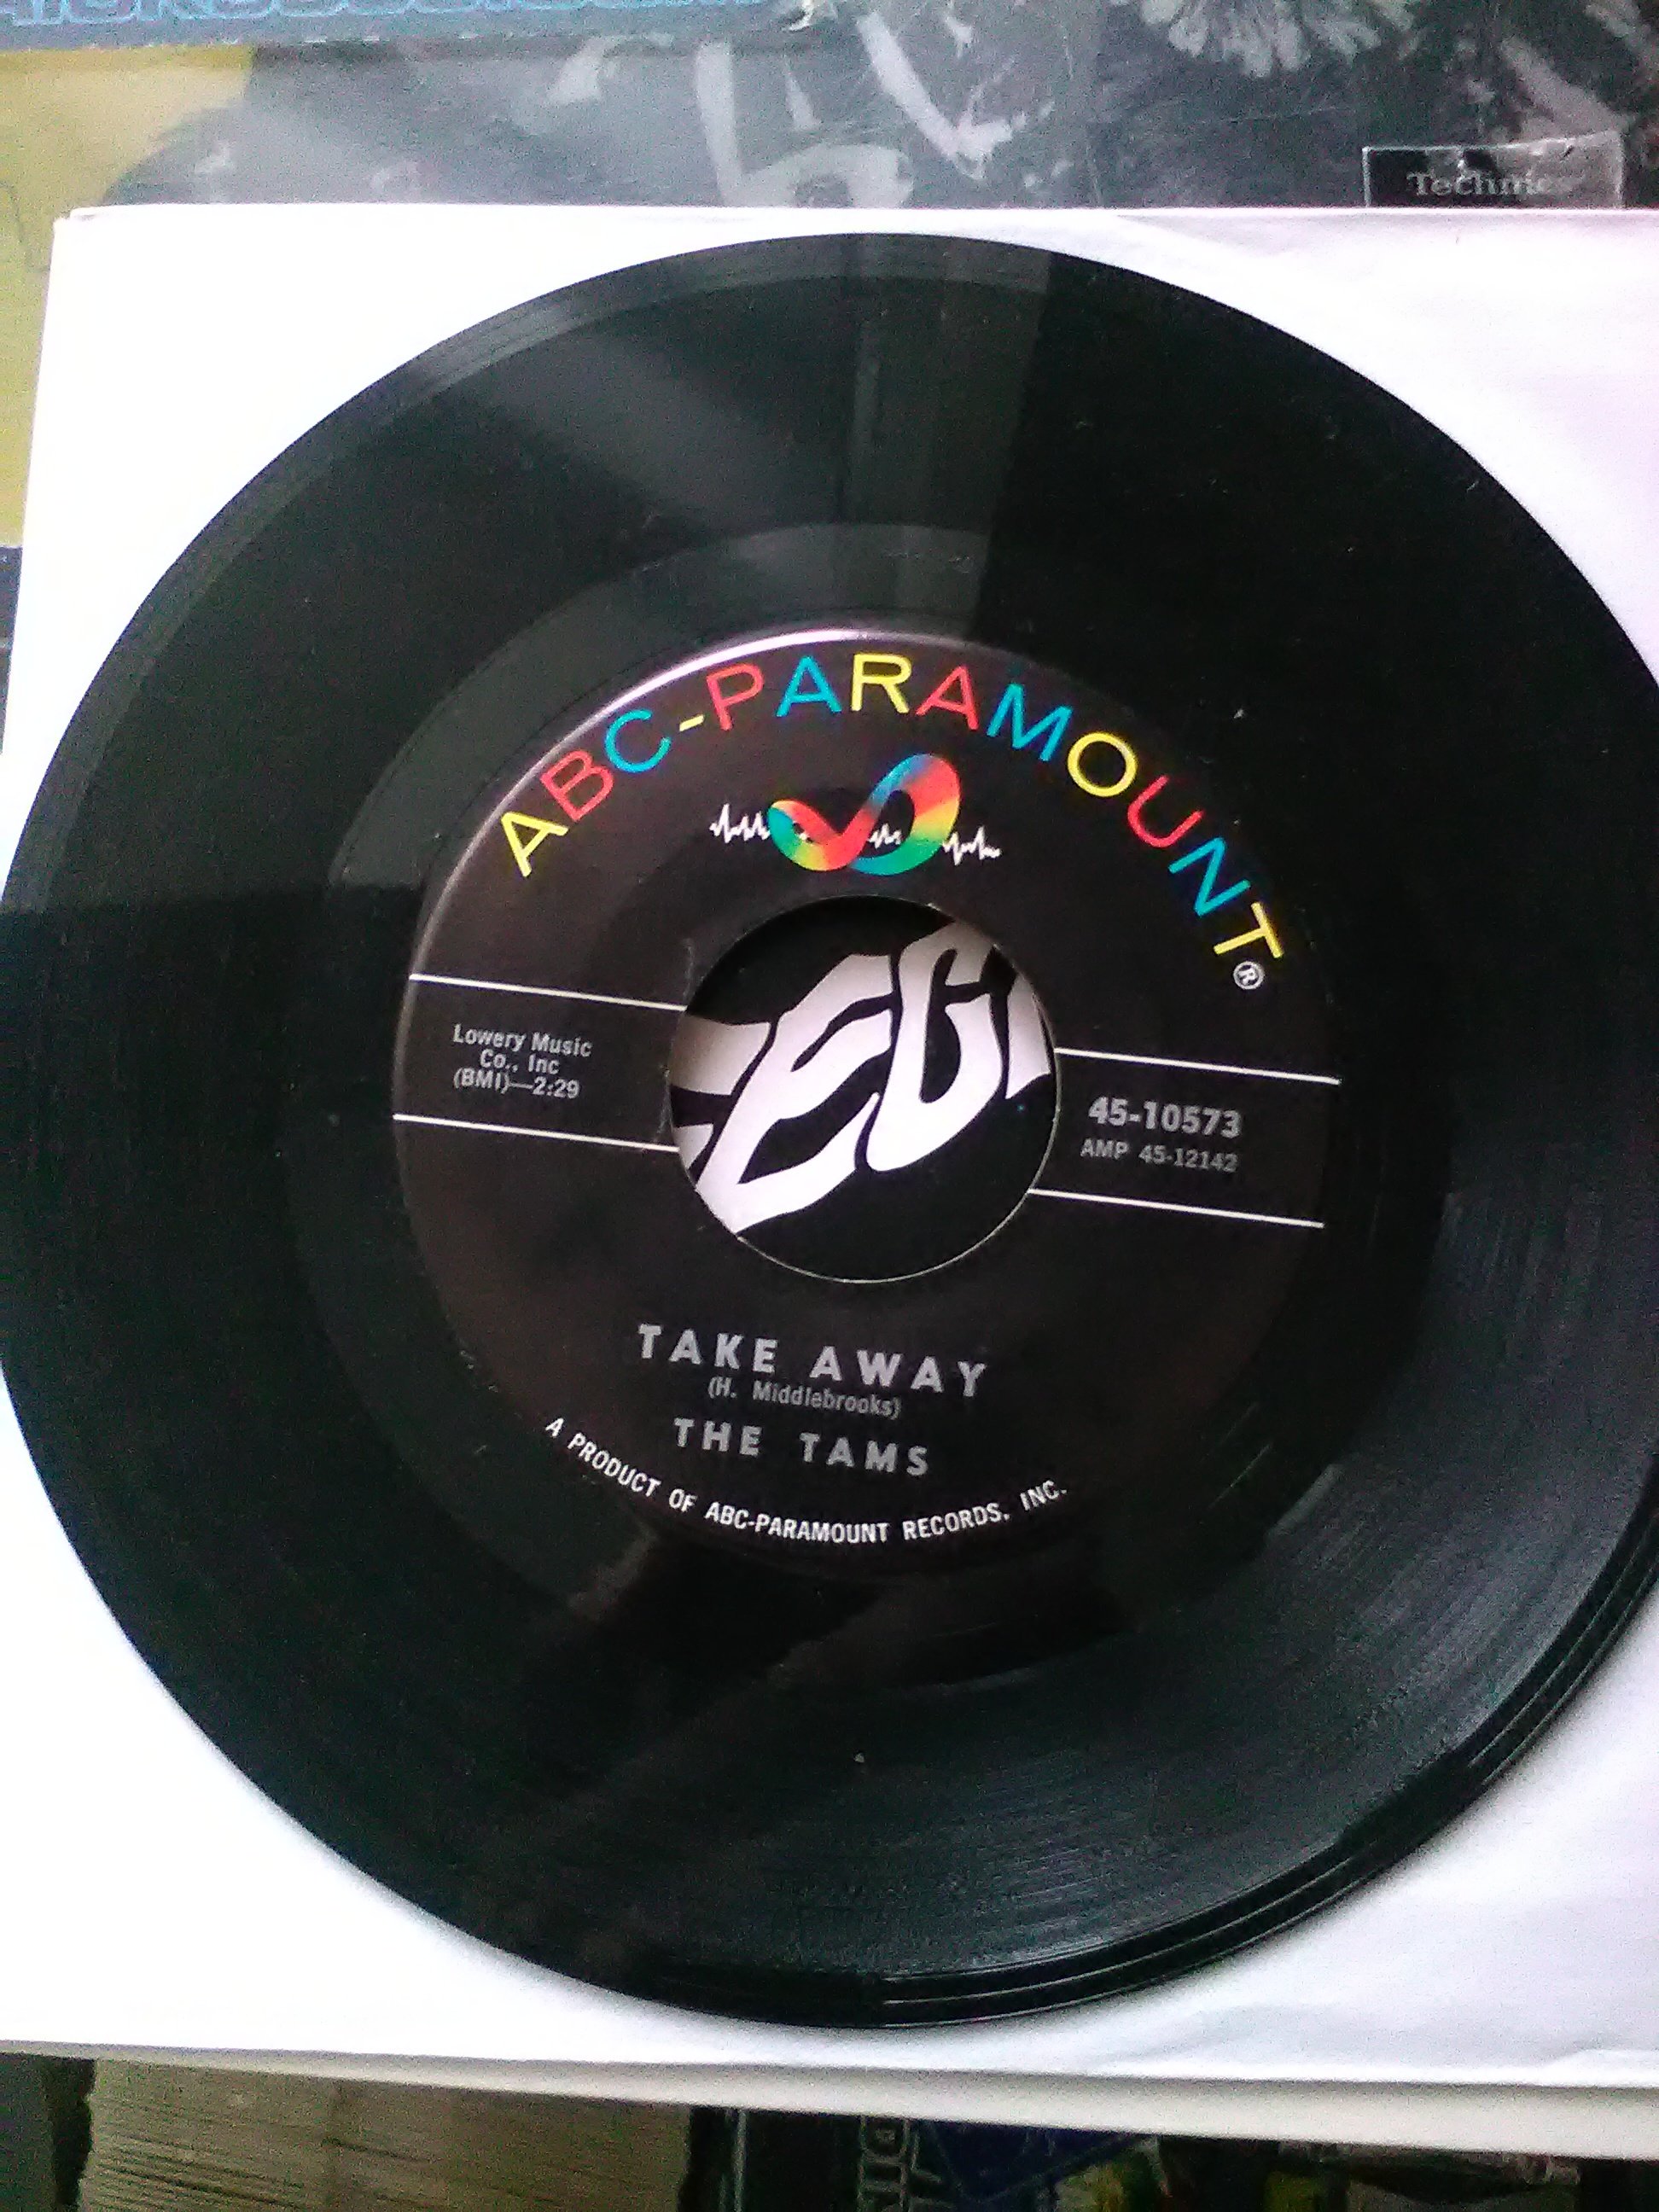 Technics
ABC-PARAMOUNT®
Lowery Music
Co., Inc
(BMI)—2:29
45-10573
AMP 45-12142
TAKE AWAY
(H. Middlebrooks)
THE TAMS
A PRODUCT OF ABC-PARAMOUNT RECORDS, INC.